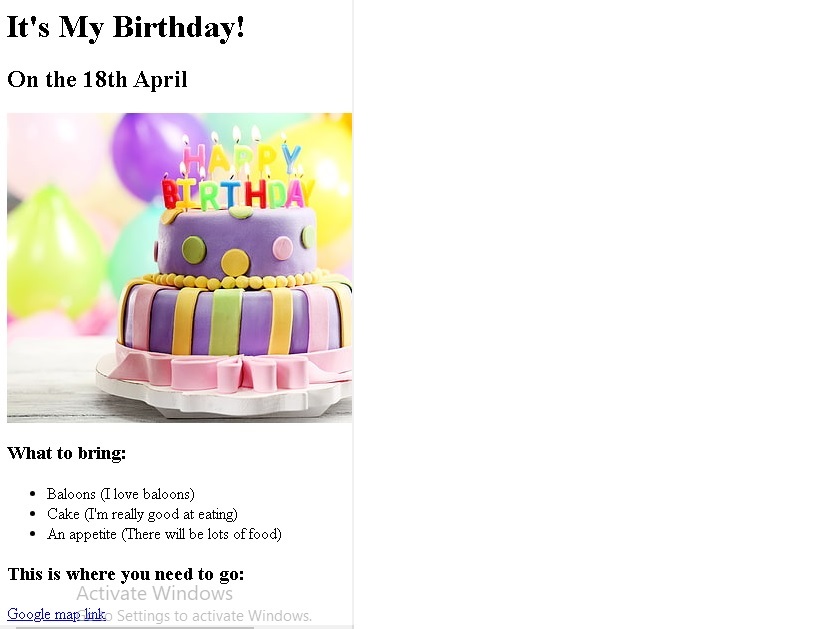 It's My Birthday!
On the 18th April
HAPPY
BIRTHDAY
What to bring:
Baloons (I love baloons)
Cake (I'm really good at eating)
An appetite (There will be lots of food)
This is where you need to go:
Activate Windows
Google map link
to Settings to activate Windows.